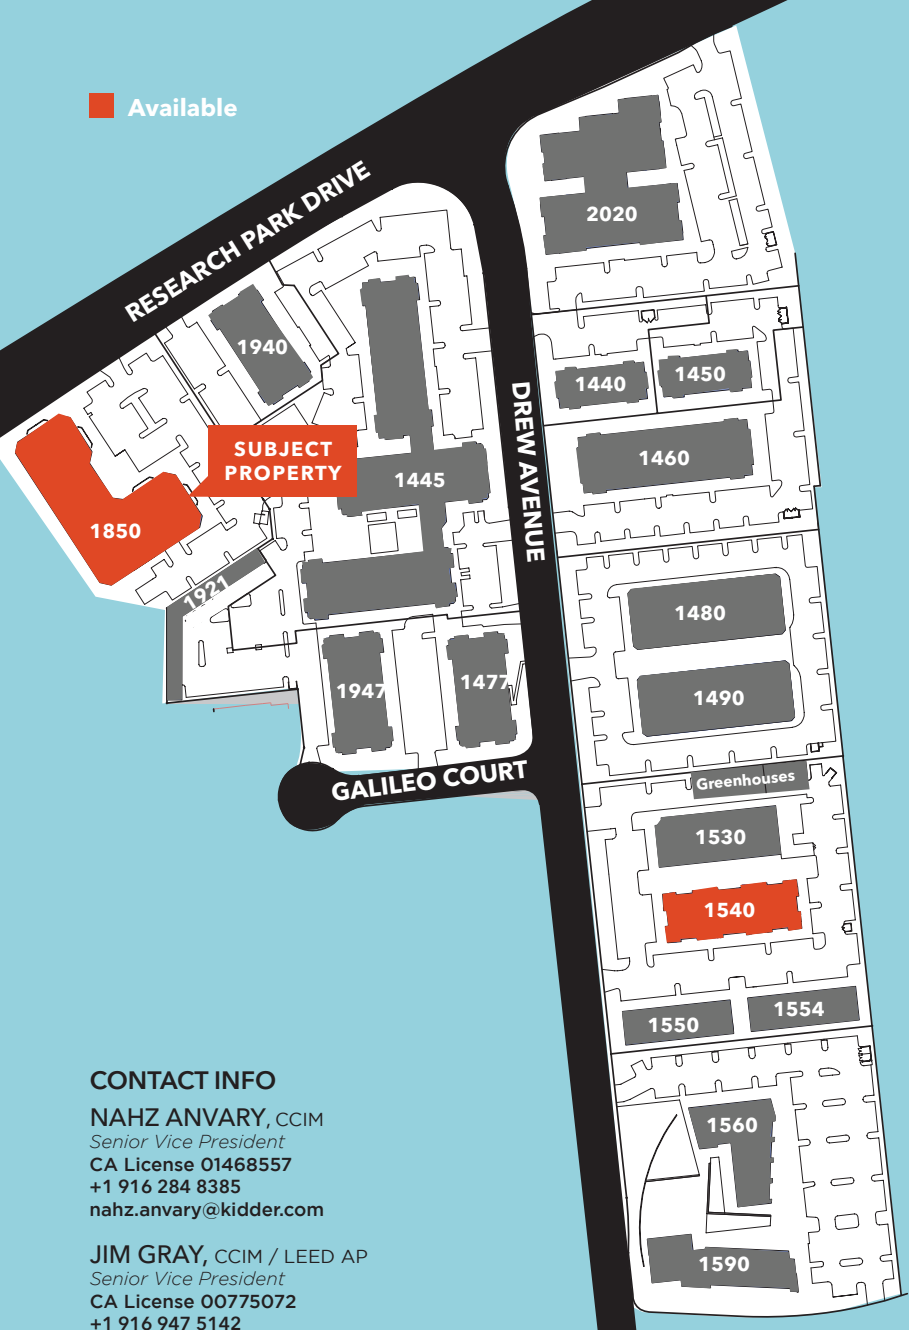 Available
RESEARCH PARK DRIVE
2020
1940
1440
1450
DREW AVENUE
SUBJECT
PROPERTY
1445
1460
1850
1921
1480
1947
1477
1490
GALILEO COURT
Greenhouses
1530
1540
1550
1554
1560
1590
CONTACT INFO
NAHZ ANVARY, CCIM
Senior Vice President
CA License 01468557
+1 916 284 8385
nahz.anvary@kidder.com
JIM GRAY, CCIM / LEED AP
Senior Vice President
CA License 00775072
+1 916 947 5142